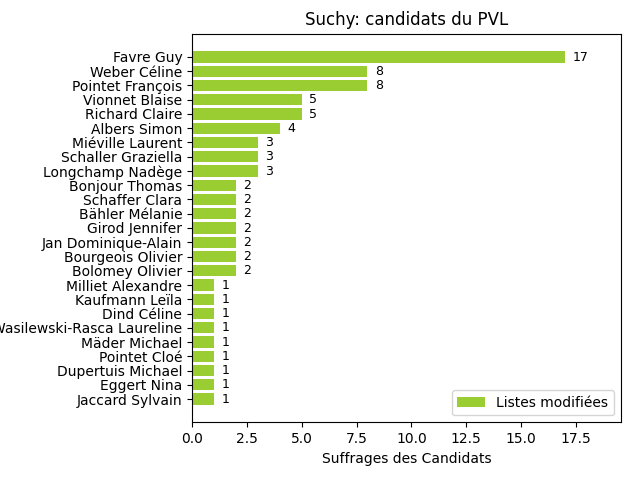 Suchy: candidats du PVL
Favre Guy 17
Weber Céline 8
Pointet François 8
Vionnet Blaise 5
Richard Claire 5
Albers Simon 4
Miéville Laurent 3
Schaller Graziella 3
Longchamp Nadège 3
Bonjour Thomas 2
Schaffer Clara 2
Bähler Mélanie 2
Girod Jennifer 2
Jan Dominique-Alain 2
Bourgeois Olivier 2
Bolomey Olivier 2
Milliet Alexandre 1
Kaufmann Leïla 1
Dind Céline 1
Wasilewski-Rasca Laureline 1
Mäder Michael 1
Pointet Cloé 1
Dupertuis Michael 1
Eggert Nina 1
Jaccard Sylvain 1
Listes modifiées
0.0 2.5 5.0 7.5 10.0 12.5 15.0 17.5
Suffrages des Candidats